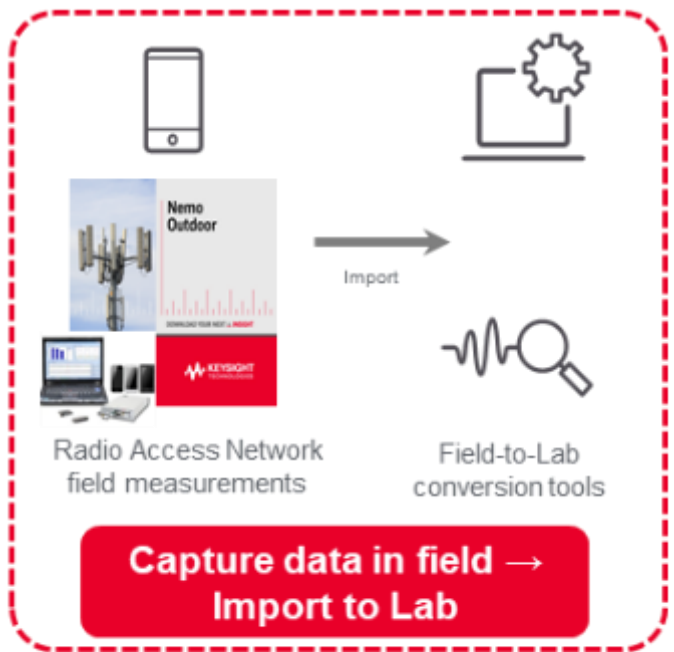 Nemo
Outdoor
DOWNLOAD YOUR NEXT INSIGHT
KEYSIGHT
TECHNOLOGIES
Import
Radio Access Network
field measurements
Field-to-Lab
conversion tools
Capture data in field →
Import to Lab